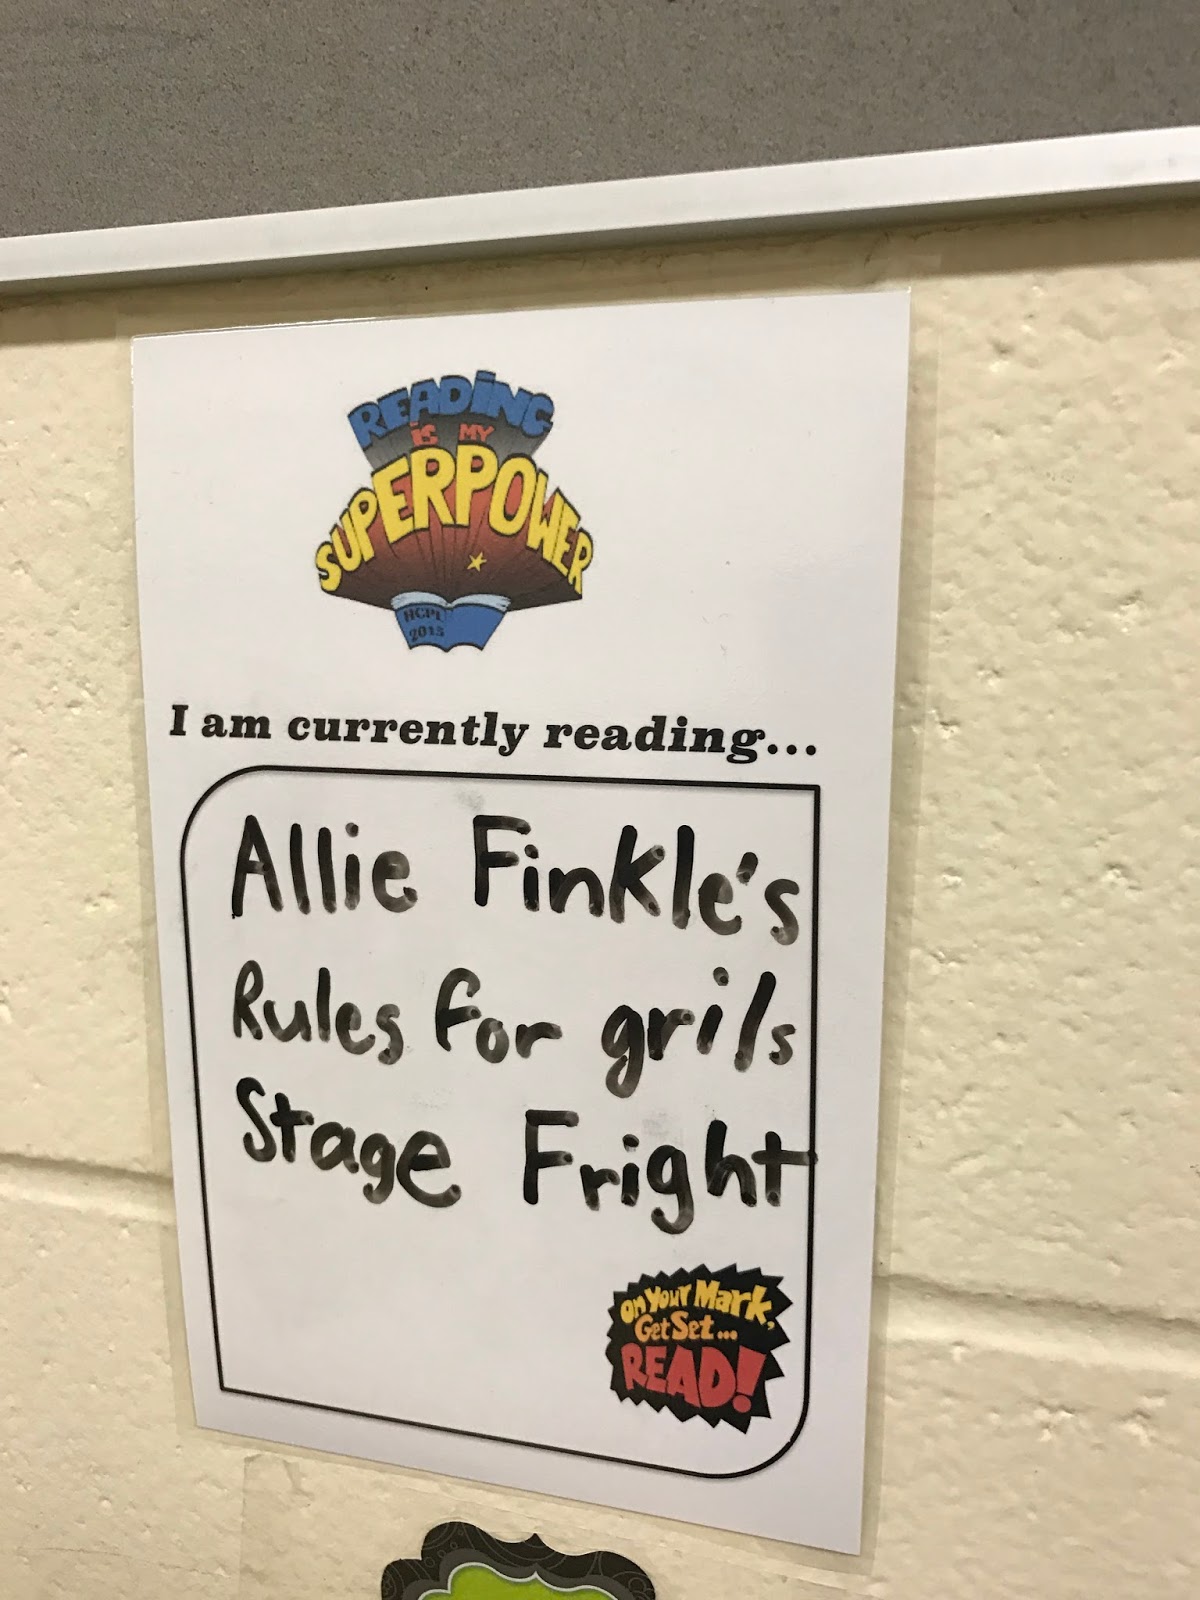 READING
IS MY
SUPERPOWER
HCPL
2015
I am currently reading...
Allie Finkle's
Rules for grils
Stage Fright
On Your Mark,
Get Set...
READ!